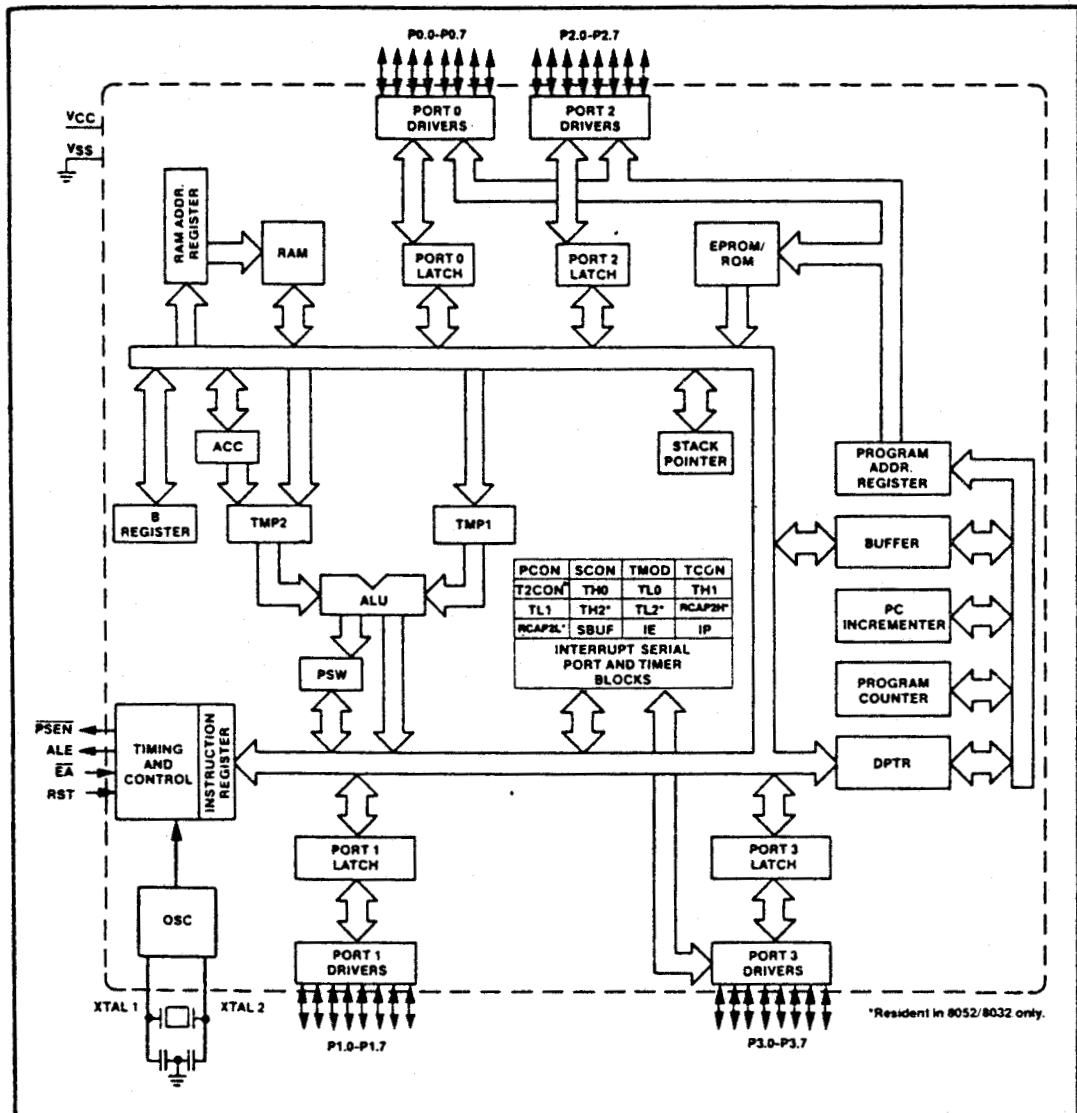 P0.0-P0.7
P2.0-P2.7
PORT 0
DRIVERS
PORT 2
DRIVERS
VCC
VSS
RAM ADDR.
REGISTER
RAM
PORT 0
LATCH
PORT 2
LATCH
EPROM/
ROM
ACC
STACK
POINTER
PROGRAM
ADDR.
REGISTER
B
REGISTER
TMP2
TMP1
BUFFER
ALU
PCON SCON TMOD TCON
T2CON* TH0 TL0 TH1
TL1 TH2* TL2* RCAP2H*
RCAP2L* SBUF IE IP
INTERRUPT SERIAL
PORT AND TIMER
BLOCKS
PC
INCREMENTER
PSW
PROGRAM
COUNTER
PSEN
ALE
EA
RST
TIMING
AND
CONTROL
INSTRUCTION
REGISTER
DPTR
PORT 1
LATCH
PORT 3
LATCH
OSC
PORT 1
DRIVERS
PORT 3
DRIVERS
XTAL 1
XTAL 2
*Resident in 8052/8032 only.
P1.0-P1.7
P3.0-P3.7